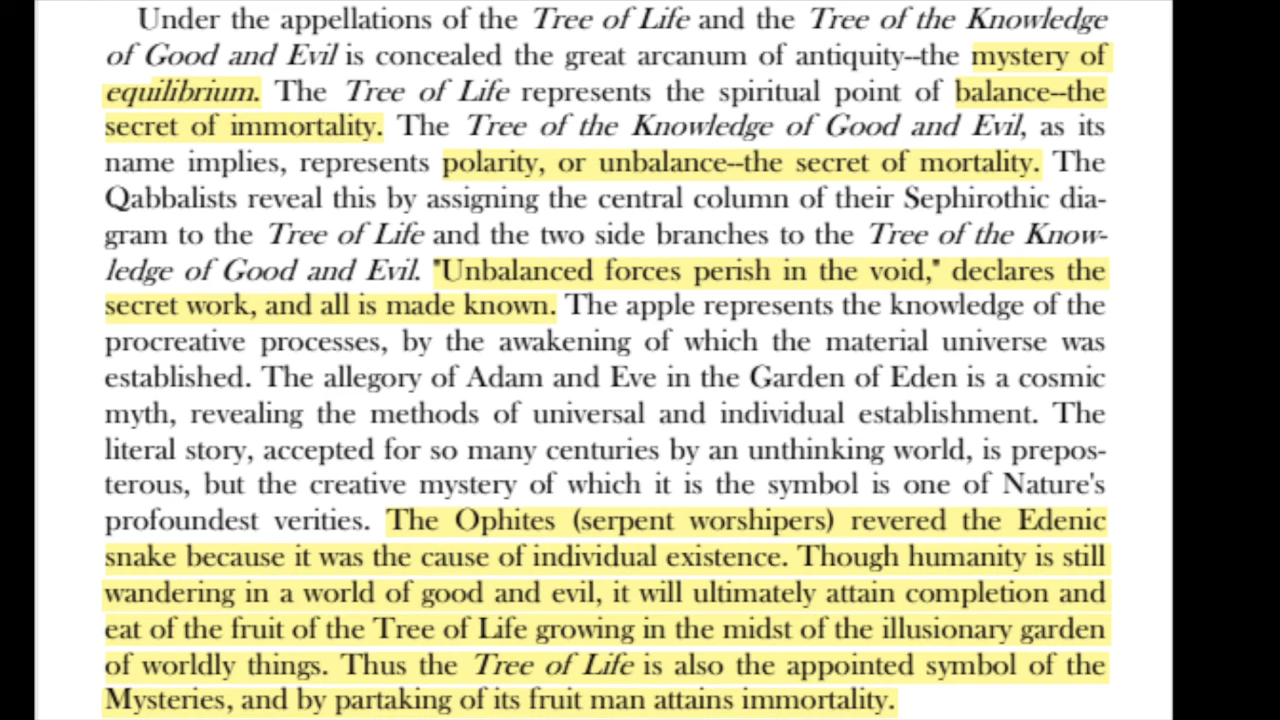 Under the appellations of the Tree of Life and the Tree of the Knowledge
of Good and Evil is concealed the great arcanum of antiquity--the mystery of
equilibrium. The Tree of Life represents the spiritual point of balance--the
secret of immortality. The Tree of the Knowledge of Good and Evil, as its
name implies, represents polarity, or unbalance--the secret of mortality. The
Qabbalists reveal this by assigning the central column of their Sephirothic dia-
gram to the Tree of Life and the two side branches to the Tree of the Know-
ledge of Good and Evil. "Unbalanced forces perish in the void," declares the
secret work, and all is made known. The apple represents the knowledge of the
procreative processes, by the awakening of which the material universe was
established. The allegory of Adam and Eve in the Garden of Eden is a cosmic
myth, revealing the methods of universal and individual establishment. The
literal story, accepted for so many centuries by an unthinking world, is prepos-
terous, but the creative mystery of which it is the symbol is one of Nature's
profoundest verities. The Ophites (serpent worshipers) revered the Edenic
snake because it was the cause of individual existence. Though humanity is still
wandering in a world of good and evil, it will ultimately attain completion and
eat of the fruit of the Tree of Life growing in the midst of the illusionary garden
of worldly things. Thus the Tree of Life is also the appointed symbol of the
Mysteries, and by partaking of its fruit man attains immortality.